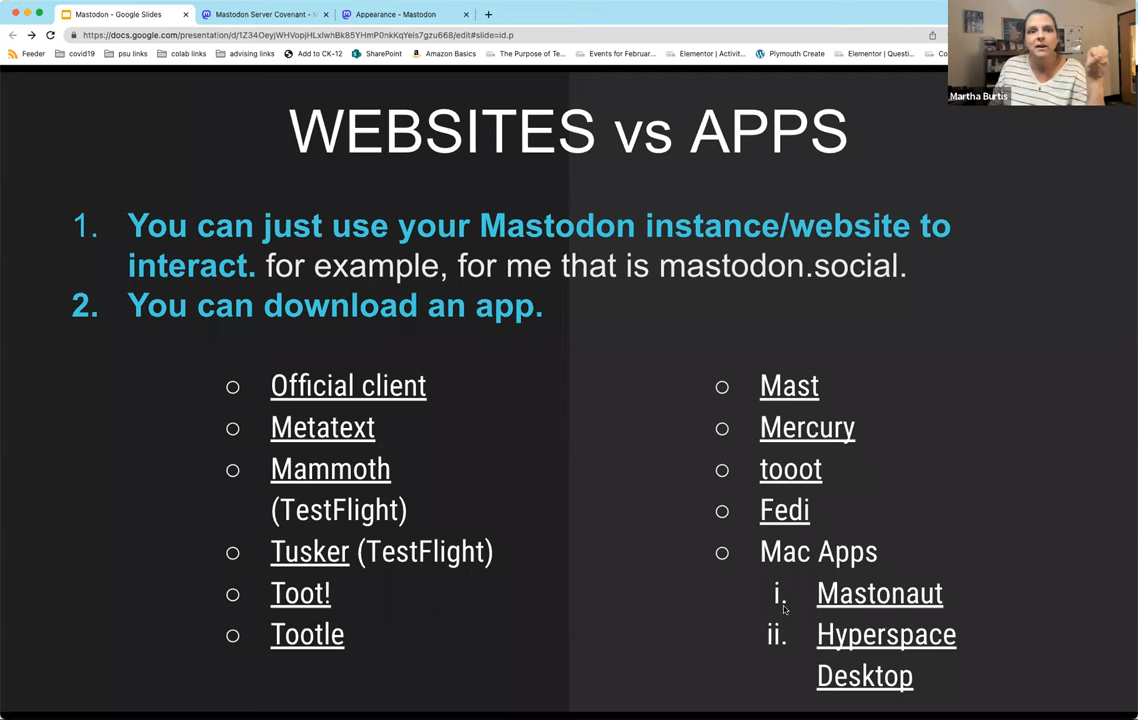 Mastodon - Google Slides
Mastodon Server Covenant -
Appearance - Mastodon
https://docs.google.com/presentation/d/1Z34OeyjWHVopjHLxlwhBk85YHmP0nkKqYeis7gzu668/edit#slide=id.p
Feeder covid19 psu links colab links advising links Add to CK-12 SharePoint Amazon Basics The Purpose of Te... Events for Februar... Elementor | Activit... Plymouth Create Elementor | Questi...
Martha Burtis
WEBSITES vs APPS
1. You can just use your Mastodon instance/website to
interact. for example, for me that is mastodon.social.
2. You can download an app.
Official client
Metatext
Mammoth
(TestFlight)
Tusker (TestFlight)
Toot!
Tootle
Mast
Mercury
tooot
Fedi
Mac Apps
i. Mastonaut
ii. Hyperspace
Desktop